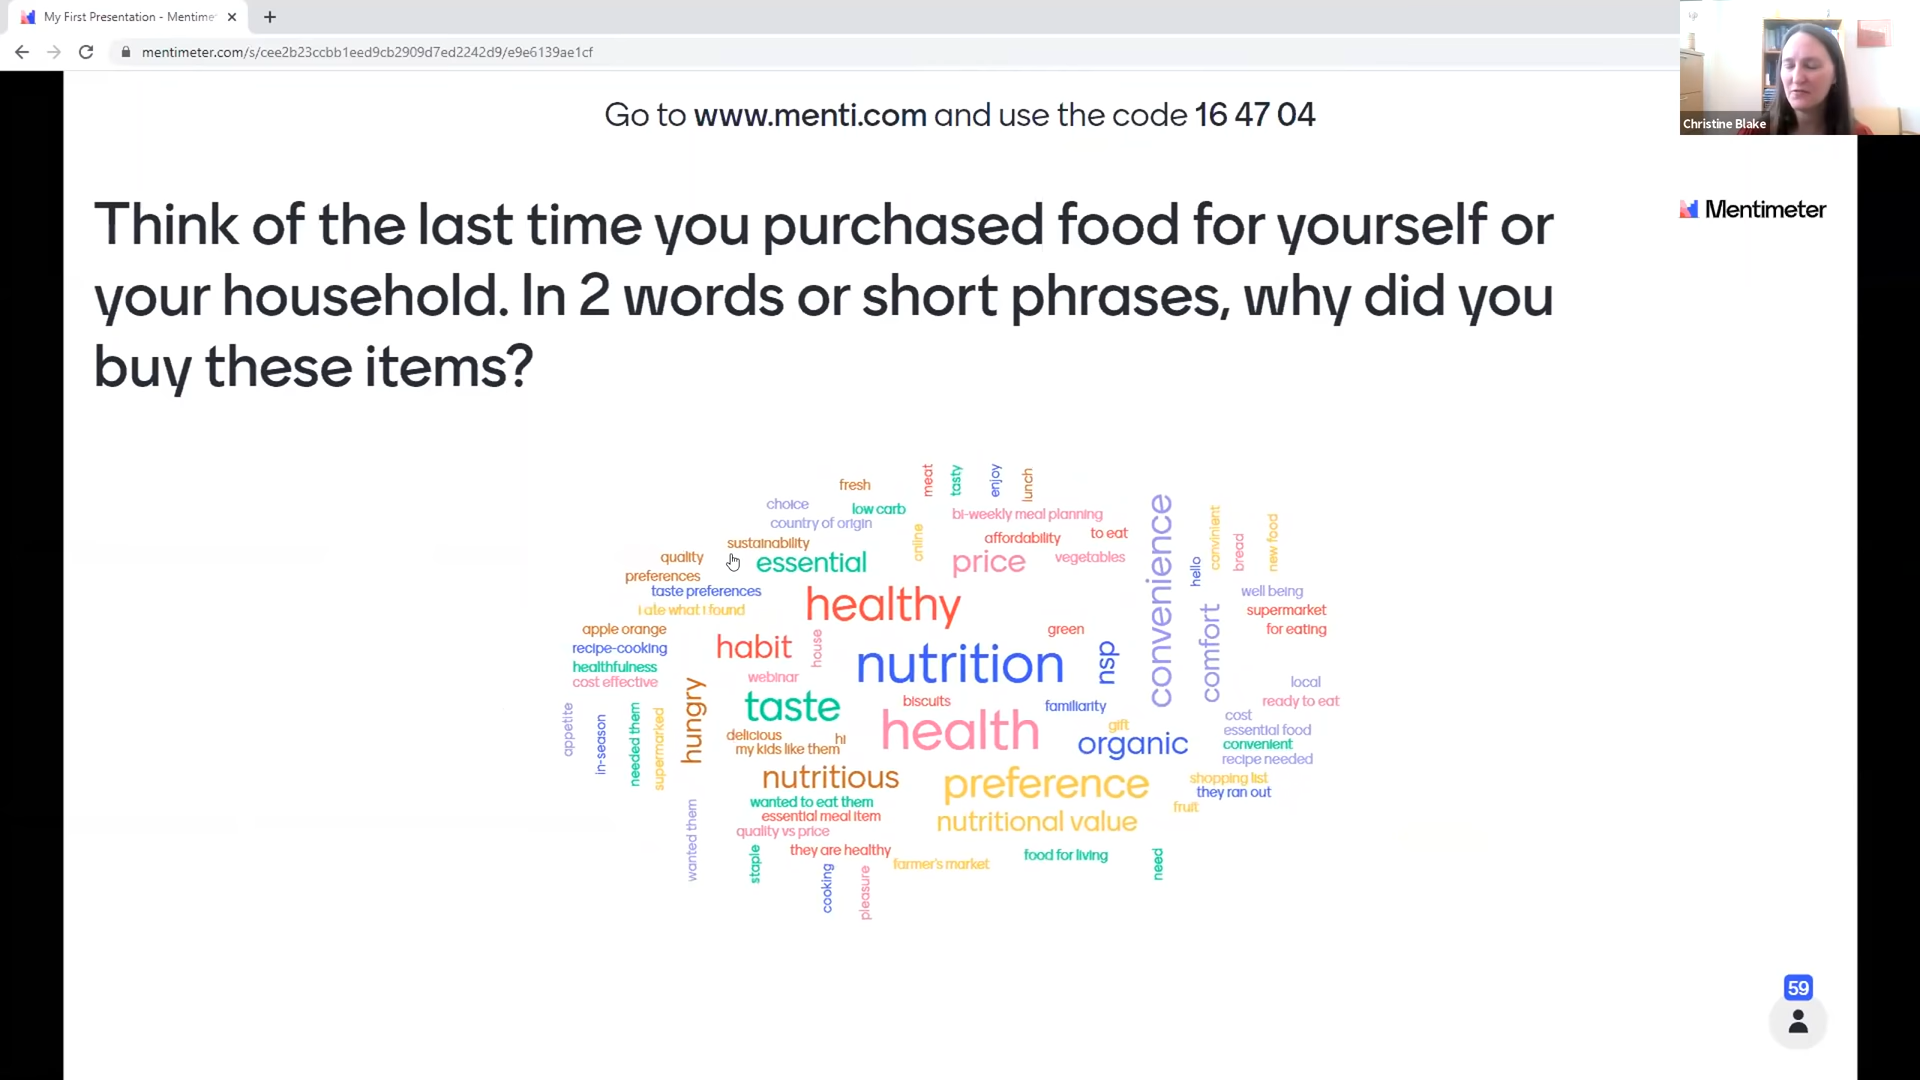 My First Presentation - Mentime
mentimeter.com/s/cee2b23ccbb1eed9cb2909d7ed2242d9/e9e6139ae1cf
Christine Blake
Go to www.menti.com and use the code 16 47 04
Mentimeter
Think of the last time you purchased food for yourself or
your household. In 2 words or short phrases, why did you
buy these items?
meat
tasty
enjoy
lunch
fresh
choice
low carb
country of origin
bi-weekly meal planning
online
affordability
to eat
sustainability
quality
essential
price
vegetables
convenience
convinient
bread
new food
hello
preferences
taste preferences
i ate what i found
healthy
well being
supermarket
for eating
comfort
apple orange
recipe-cooking
healthfulness
cost effective
habit
house
green
nutrition
nsp
webinar
hungry
taste
biscuits
familiarity
local
ready to eat
appetite
in-season
needed them
supermarked
delicious
hi
my kids like them
health
gift
organic
cost
essential food
convenient
recipe needed
nutritious
preference
shopping list
they ran out
fruit
wanted them
wanted to eat them
essential meal item
quality vs price
nutritional value
staple
they are healthy
cooking
pleasure
farmer's market
food for living
need
59